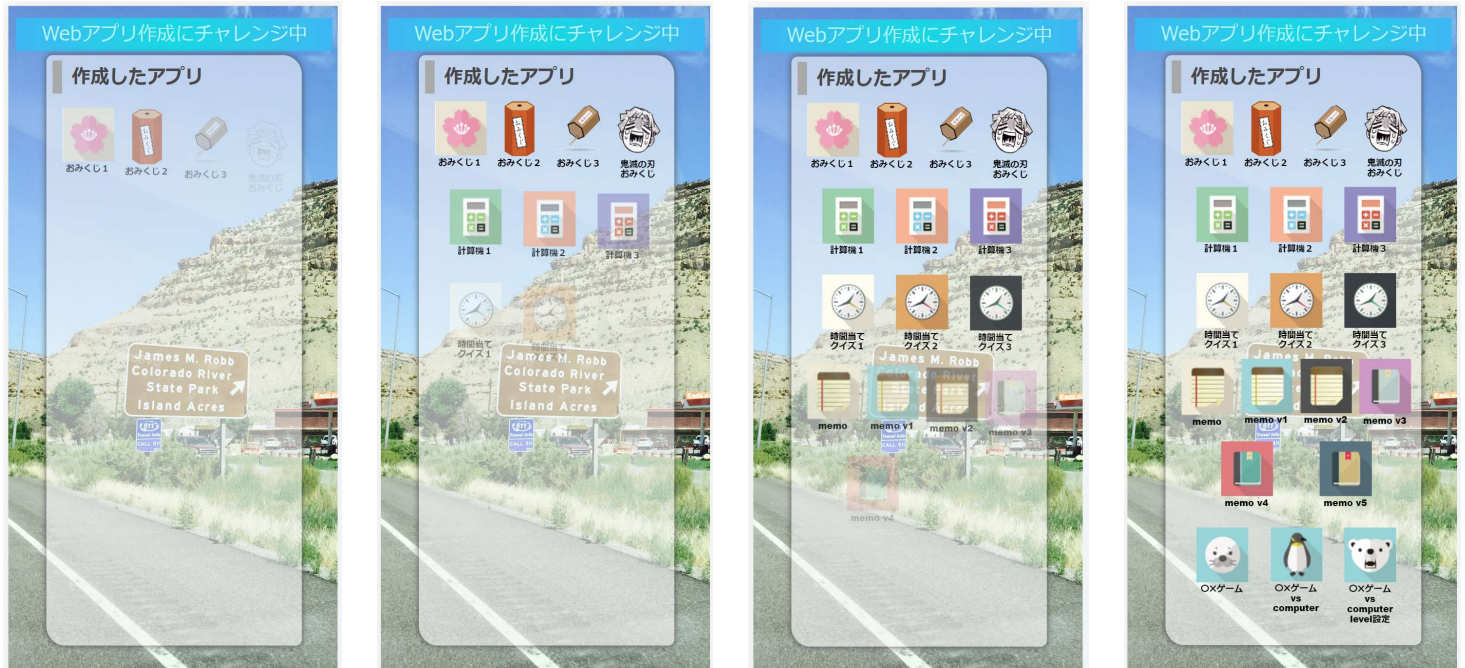 Webアプリ作成にチャレンジ中
作成したアプリ
おみくじ1 おみくじ2 おみくじ3 鬼滅の刃
おみくじ
James M. Robb
Colorado River
State Park
Island Acres
Webアプリ作成にチャレンジ中
作成したアプリ
おみくじ1 おみくじ2 おみくじ3 鬼滅の刃
おみくじ
計算機1 計算機2 計算機3
時間当て 時間当て
クイズ1
James M. Robb
Colorado River
State Park
Island Acres
Webアプリ作成にチャレンジ中
作成したアプリ
おみくじ1 おみくじ2 おみくじ3 鬼滅の刃
おみくじ
計算機1 計算機2 計算機3
時間当て 時間当て 時間当て
クイズ1 クイズ2 クイズ3
James M. Robb
memo memo v1 memo v2 memo v3
memo v4
Webアプリ作成にチャレンジ中
作成したアプリ
おみくじ1 おみくじ2 おみくじ3 鬼滅の刃
おみくじ
計算機1 計算機2 計算機3
時間当て 時間当て 時間当て
クイズ1 クイズ2 クイズ3
memo memo v1 memo v2 memo v3
memo v4 memo v5
○×ゲーム ○×ゲーム ○×ゲーム
vs vs
computer computer
level設定